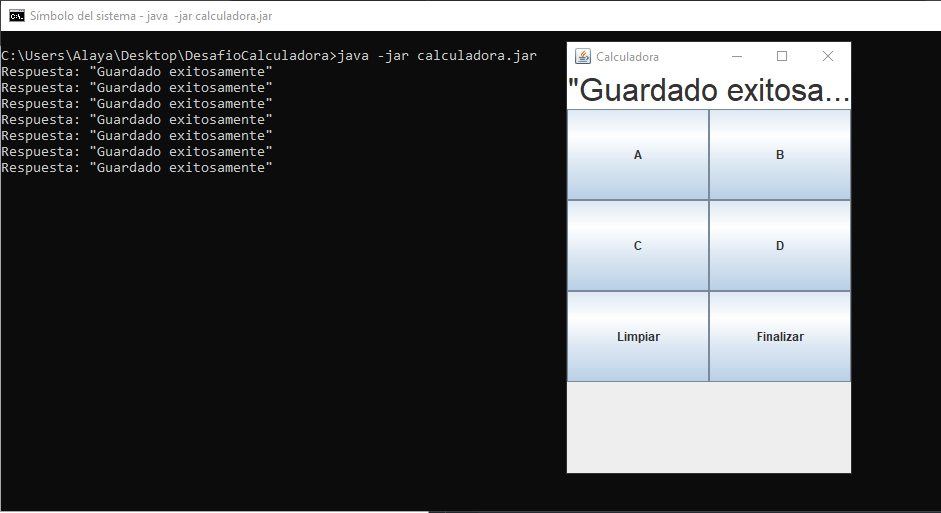 Símbolo del sistema - java  -jar calculadora.jar
C:\Users\Alaya\Desktop\DesafioCalculadora>java -jar calculadora.jar
Respuesta: "Guardado exitosamente"
Respuesta: "Guardado exitosamente"
Respuesta: "Guardado exitosamente"
Respuesta: "Guardado exitosamente"
Respuesta: "Guardado exitosamente"
Respuesta: "Guardado exitosamente"
Respuesta: "Guardado exitosamente"
Calculadora
"Guardado exitosa...
A B
C D
Limpiar Finalizar